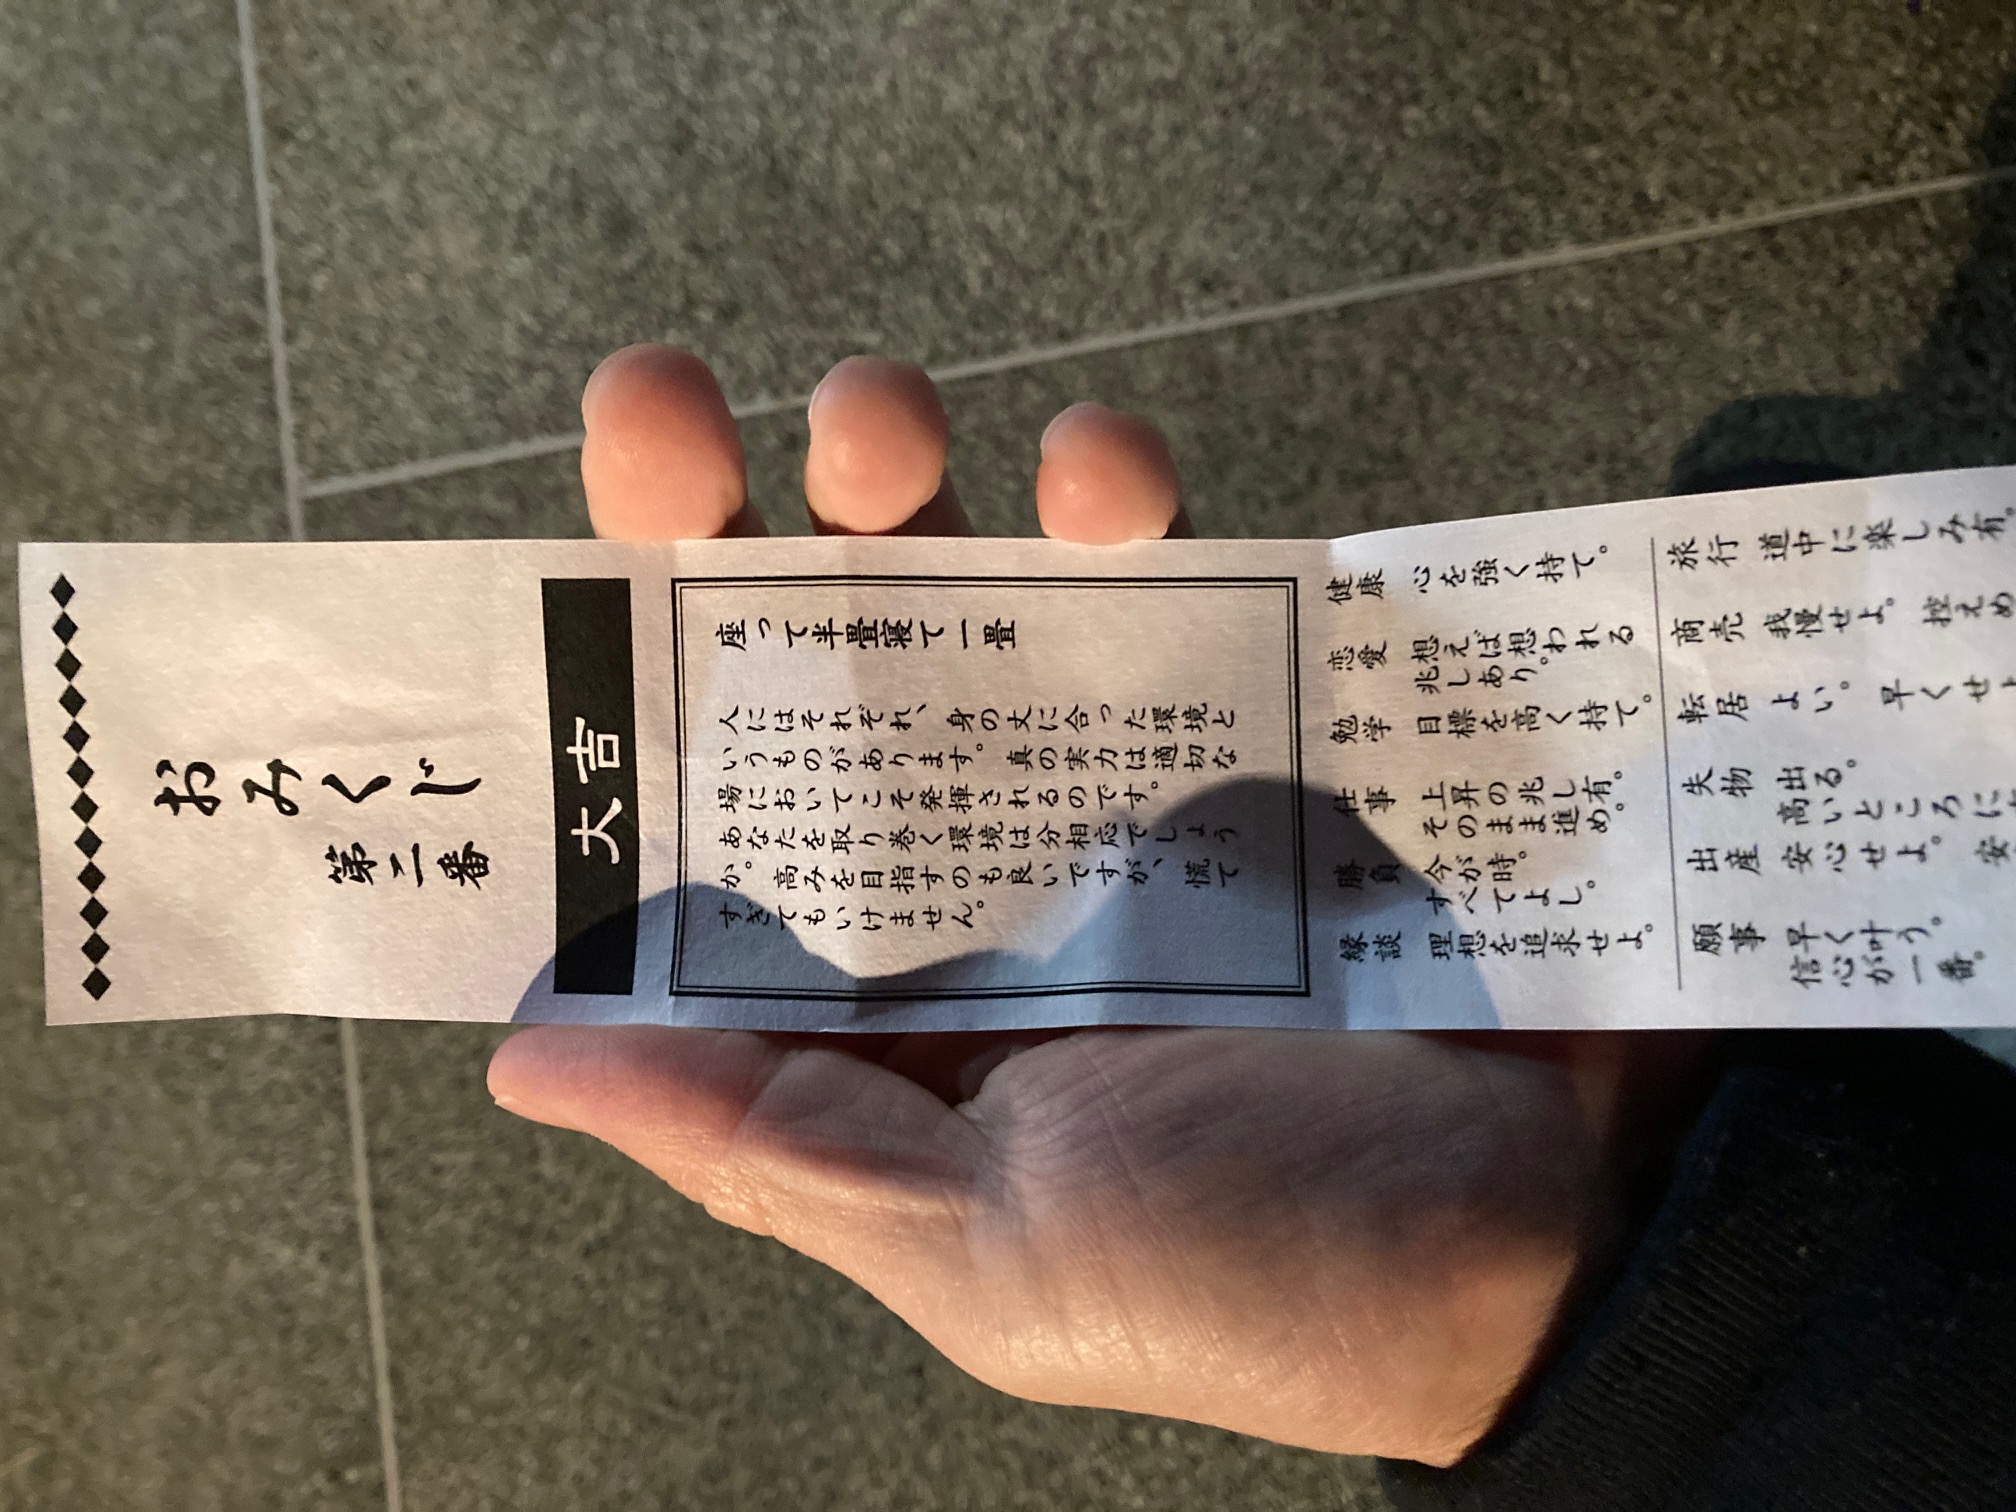 おみくじ
第二番
大吉
座って半畳寝て一畳
人にはそれぞれ、身の丈に合った環境と
いうものがあります。真の実力は適切な
場においてこそ発揮されるのです。
あなたを取り巻く環境は分相応でしょう
か。高みを目指すのも良いですが、慌て
すぎてもいけません。
健康 心を強く持て。
恋愛 想えば想われる
兆しあり。
勉学 目標を高く持て。
仕事 上昇の兆し有。
そのまま進め。
勝負 今が時。
すべてよし。
縁談 理想を追求せよ。
旅行 道中に楽しみ有。
商売 我慢せよ。控えめ
転居 よい。早くせ
失物 出る。
高いところに
出産 安心せよ。安
願事 早く叶う。
信心が一番。